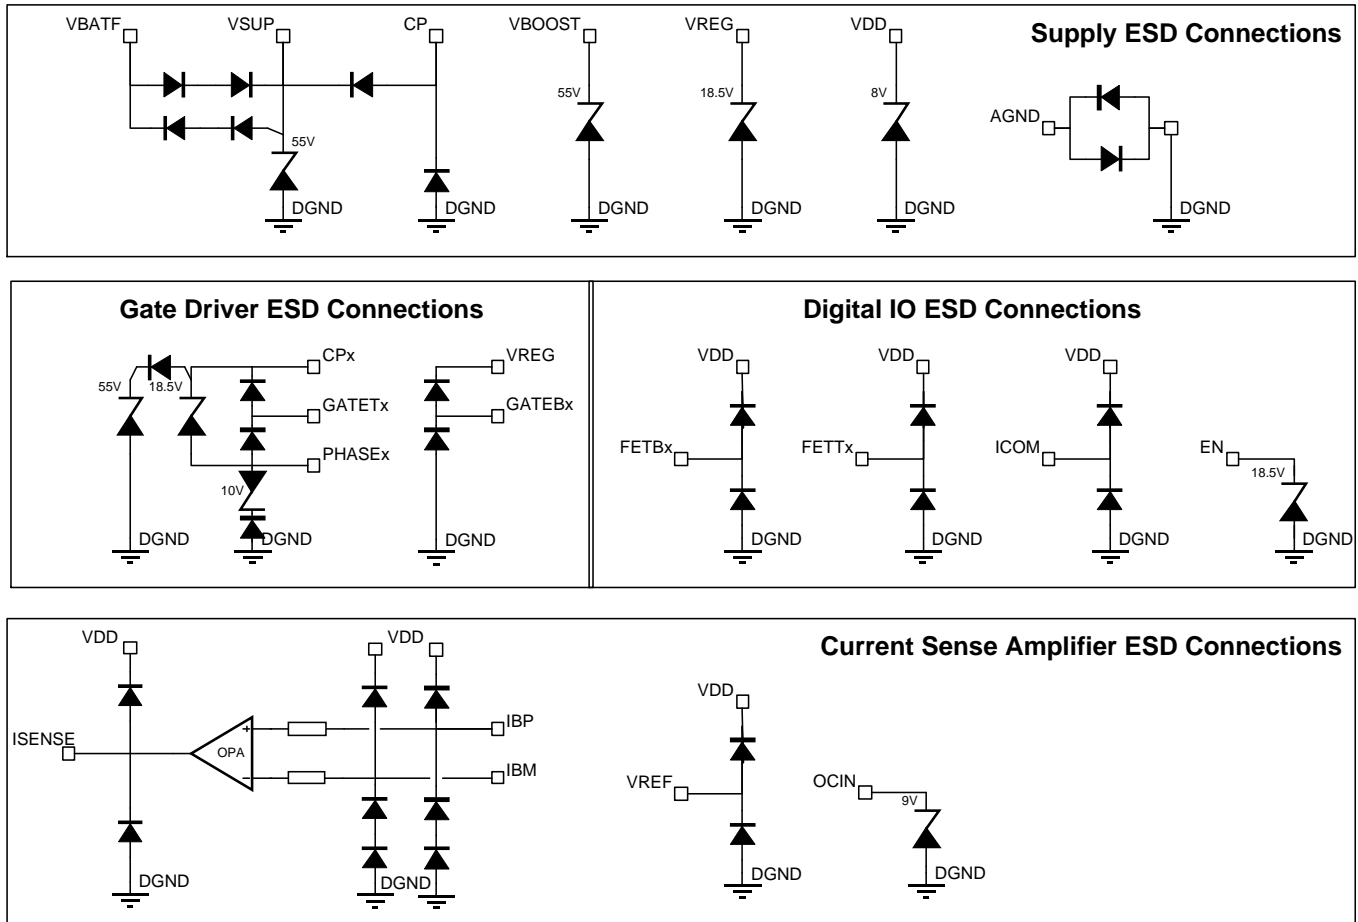 VBATF VSUP CP VBOOST VREG VDD Supply ESD Connections
55V 18.5V 8V
AGND
55V
DGND DGND DGND DGND DGND DGND
Gate Driver ESD Connections
CPx VREG
55V 18.5V
GATETx GATEBx
PHASEx
10V
DGND DGND DGND
Digital IO ESD Connections
VDD VDD VDD
FETBx FETTx ICOM EN
18.5V
DGND DGND DGND DGND
VDD VDD Current Sense Amplifier ESD Connections
ISENSE + OPA − IBP
IBM
DGND DGND
VDD
VREF OCIN
9V
DGND DGND